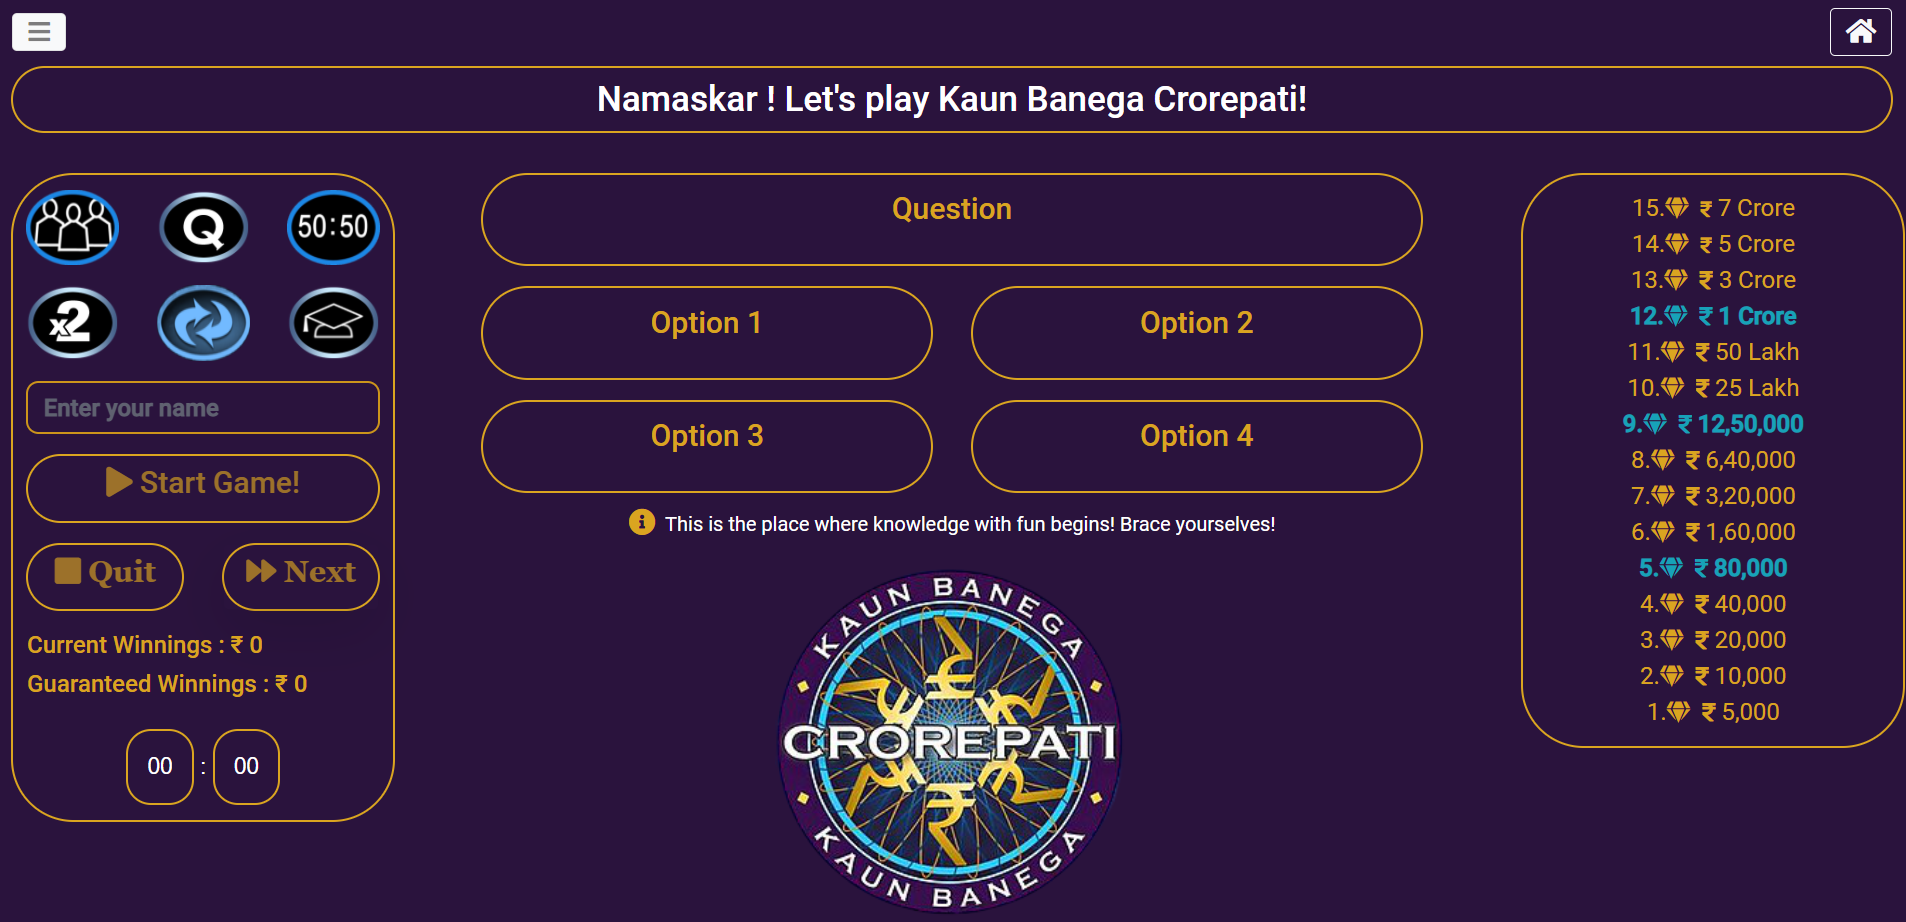 Namaskar ! Let's play Kaun Banega Crorepati!
Q
50:50
x2
Enter your name
Start Game!
Quit
Next
Current Winnings : ₹ 0
Guaranteed Winnings : ₹ 0
00 : 00
Question
Option 1
Option 2
Option 3
Option 4
This is the place where knowledge with fun begins! Brace yourselves!
KAUN BANEGA
CROREPATI
KAUN BANEGA
15. ₹ 7 Crore
14. ₹ 5 Crore
13. ₹ 3 Crore
12. ₹ 1 Crore
11. ₹ 50 Lakh
10. ₹ 25 Lakh
9. ₹ 12,50,000
8. ₹ 6,40,000
7. ₹ 3,20,000
6. ₹ 1,60,000
5. ₹ 80,000
4. ₹ 40,000
3. ₹ 20,000
2. ₹ 10,000
1. ₹ 5,000